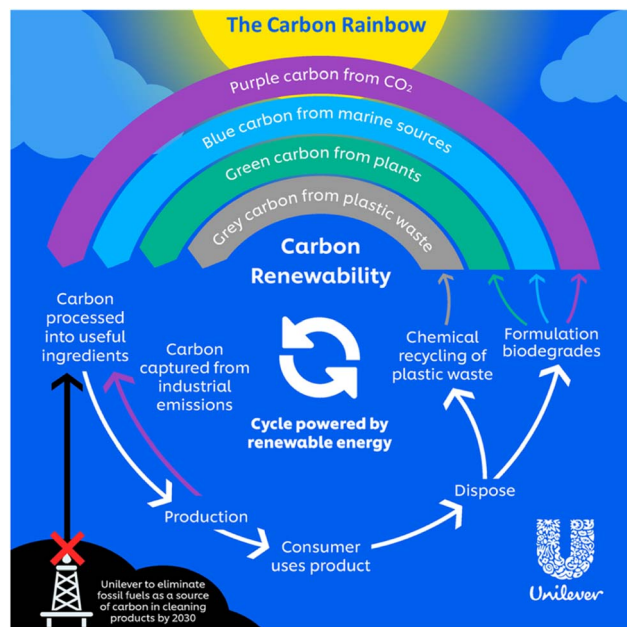 The Carbon Rainbow
Purple carbon from CO₂
Blue carbon from marine sources
Green carbon from plants
Grey carbon from plastic waste
Carbon
Renewability
Carbon
processed
into useful
ingredients
Carbon
captured from
industrial
emissions
Cycle powered by
renewable energy
Chemical
recycling of
plastic waste
Formulation
biodegrades
Production
Consumer
uses product
Dispose
Unilever to eliminate
fossil fuels as a source
of carbon in cleaning
products by 2030
Unilever